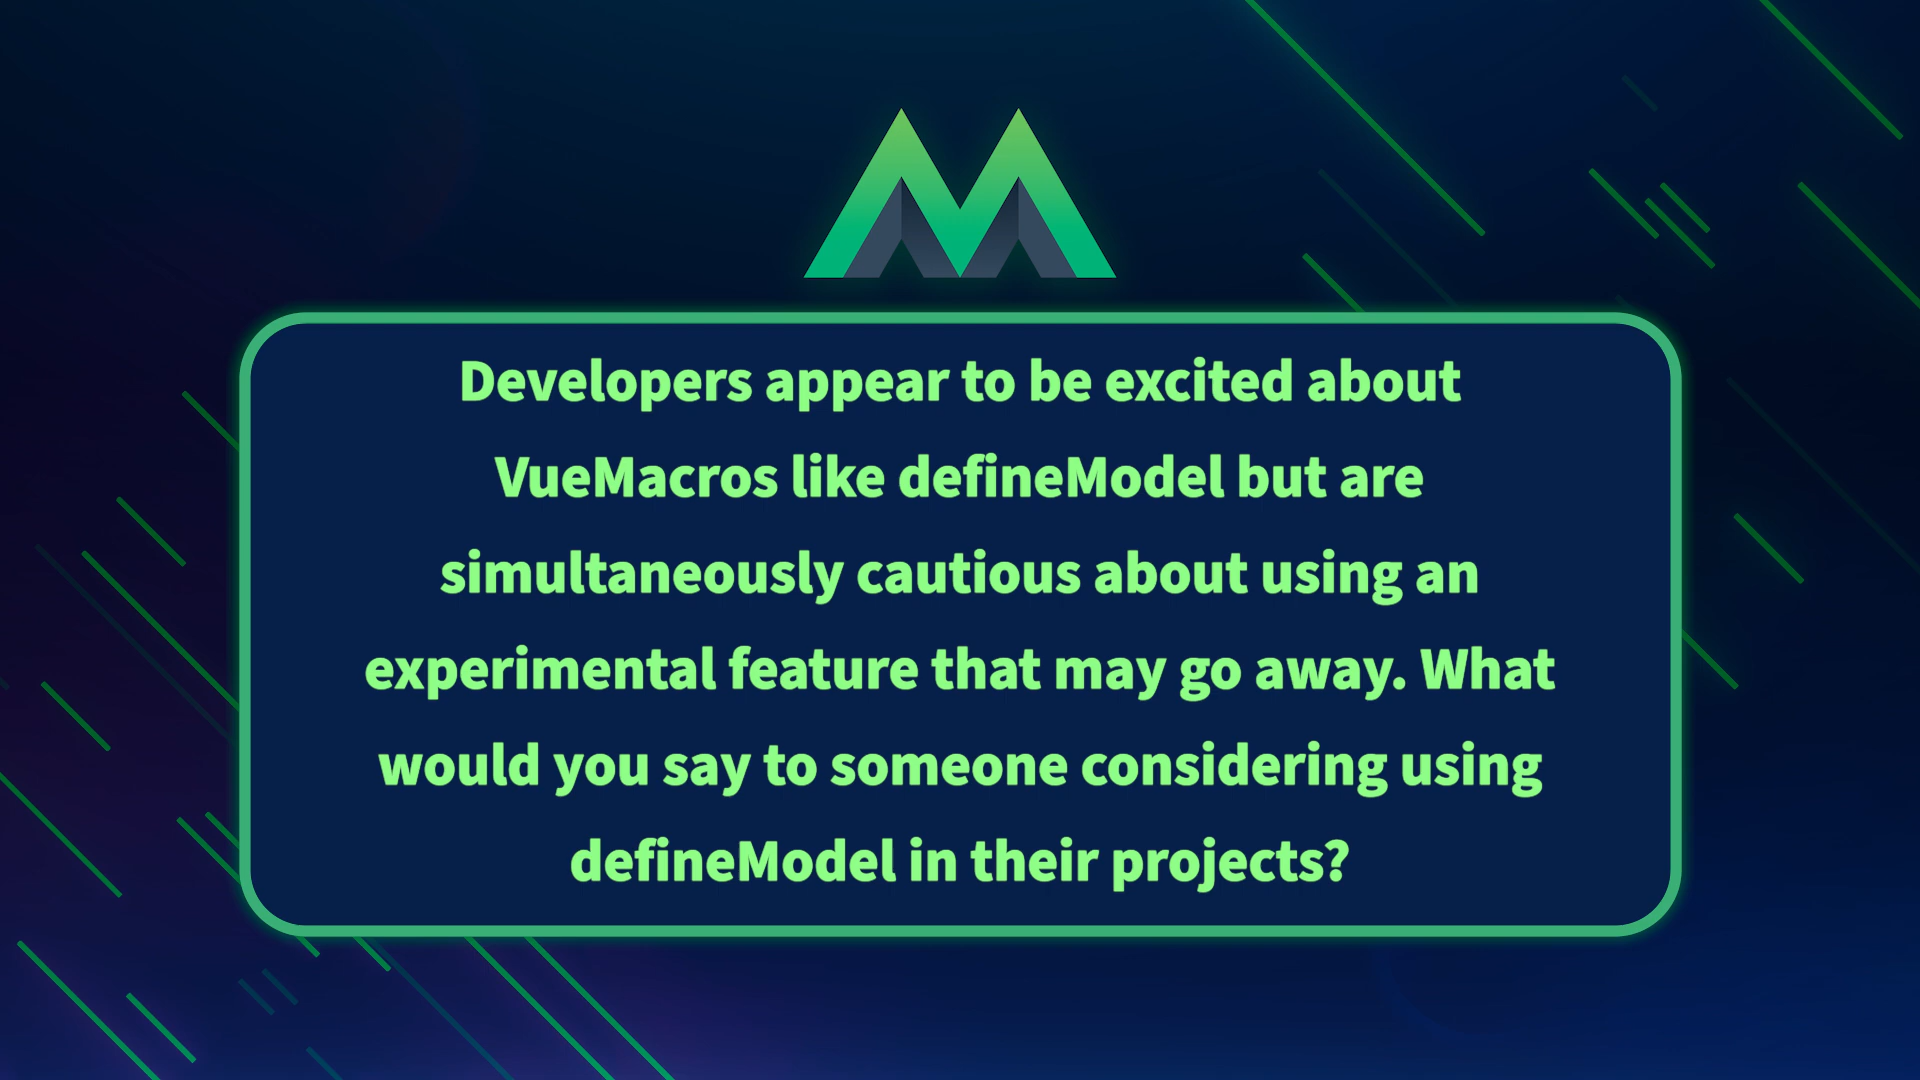 Developers appear to be excited about
VueMacros like defineModel but are
simultaneously cautious about using an
experimental feature that may go away. What
would you say to someone considering using
defineModel in their projects?